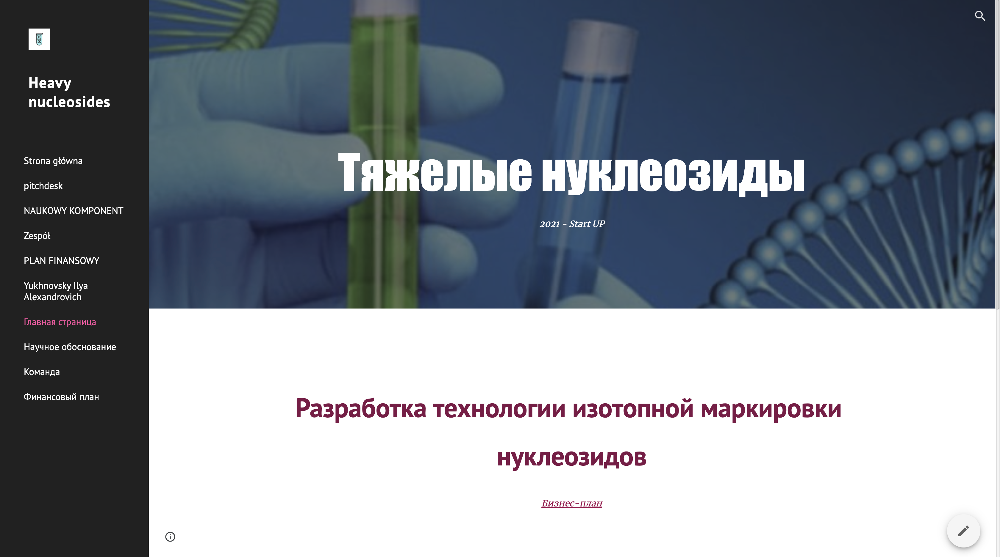 Heavy
nucleosides
Strona główna
pitchdesk
NAUKOWY KOMPONENT
Zespół
PLAN FINANSOWY
Yukhnovsky Ilya
Alexandrovich
Главная страница
Научное обоснование
Команда
Финансовый план
Тяжелые нуклеозиды
2021 - Start UP
Разработка технологии изотопной маркировки
нуклеозидов
Бизнес-план